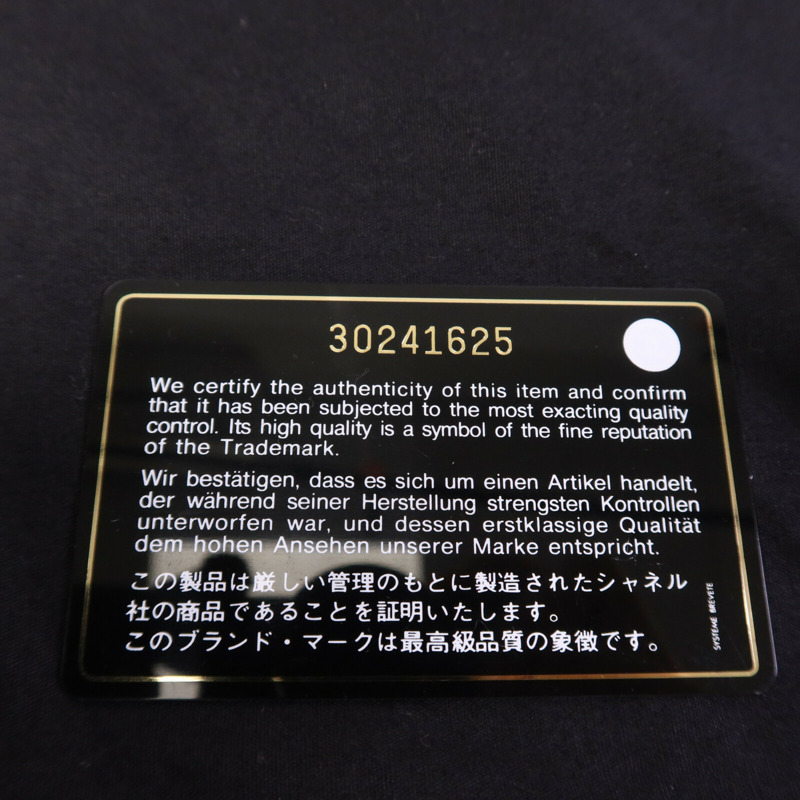 30241625
We certify the authenticity of this item and confirm
that it has been subjected to the most exacting quality
control. Its high quality is a symbol of the fine reputation
of the Trademark.
Wir bestätigen, dass es sich um einen Artikel handelt,
der während seiner Herstellung strengsten Kontrollen
unterworfen war, und dessen erstklassige Qualität
dem hohen Ansehen unserer Marke entspricht.
この製品は厳しい管理のもとに製造されたシャネル
社の商品であることを証明いたします。
このブランド・マークは最高級品質の象徴です。
SYSTEME BREVETE